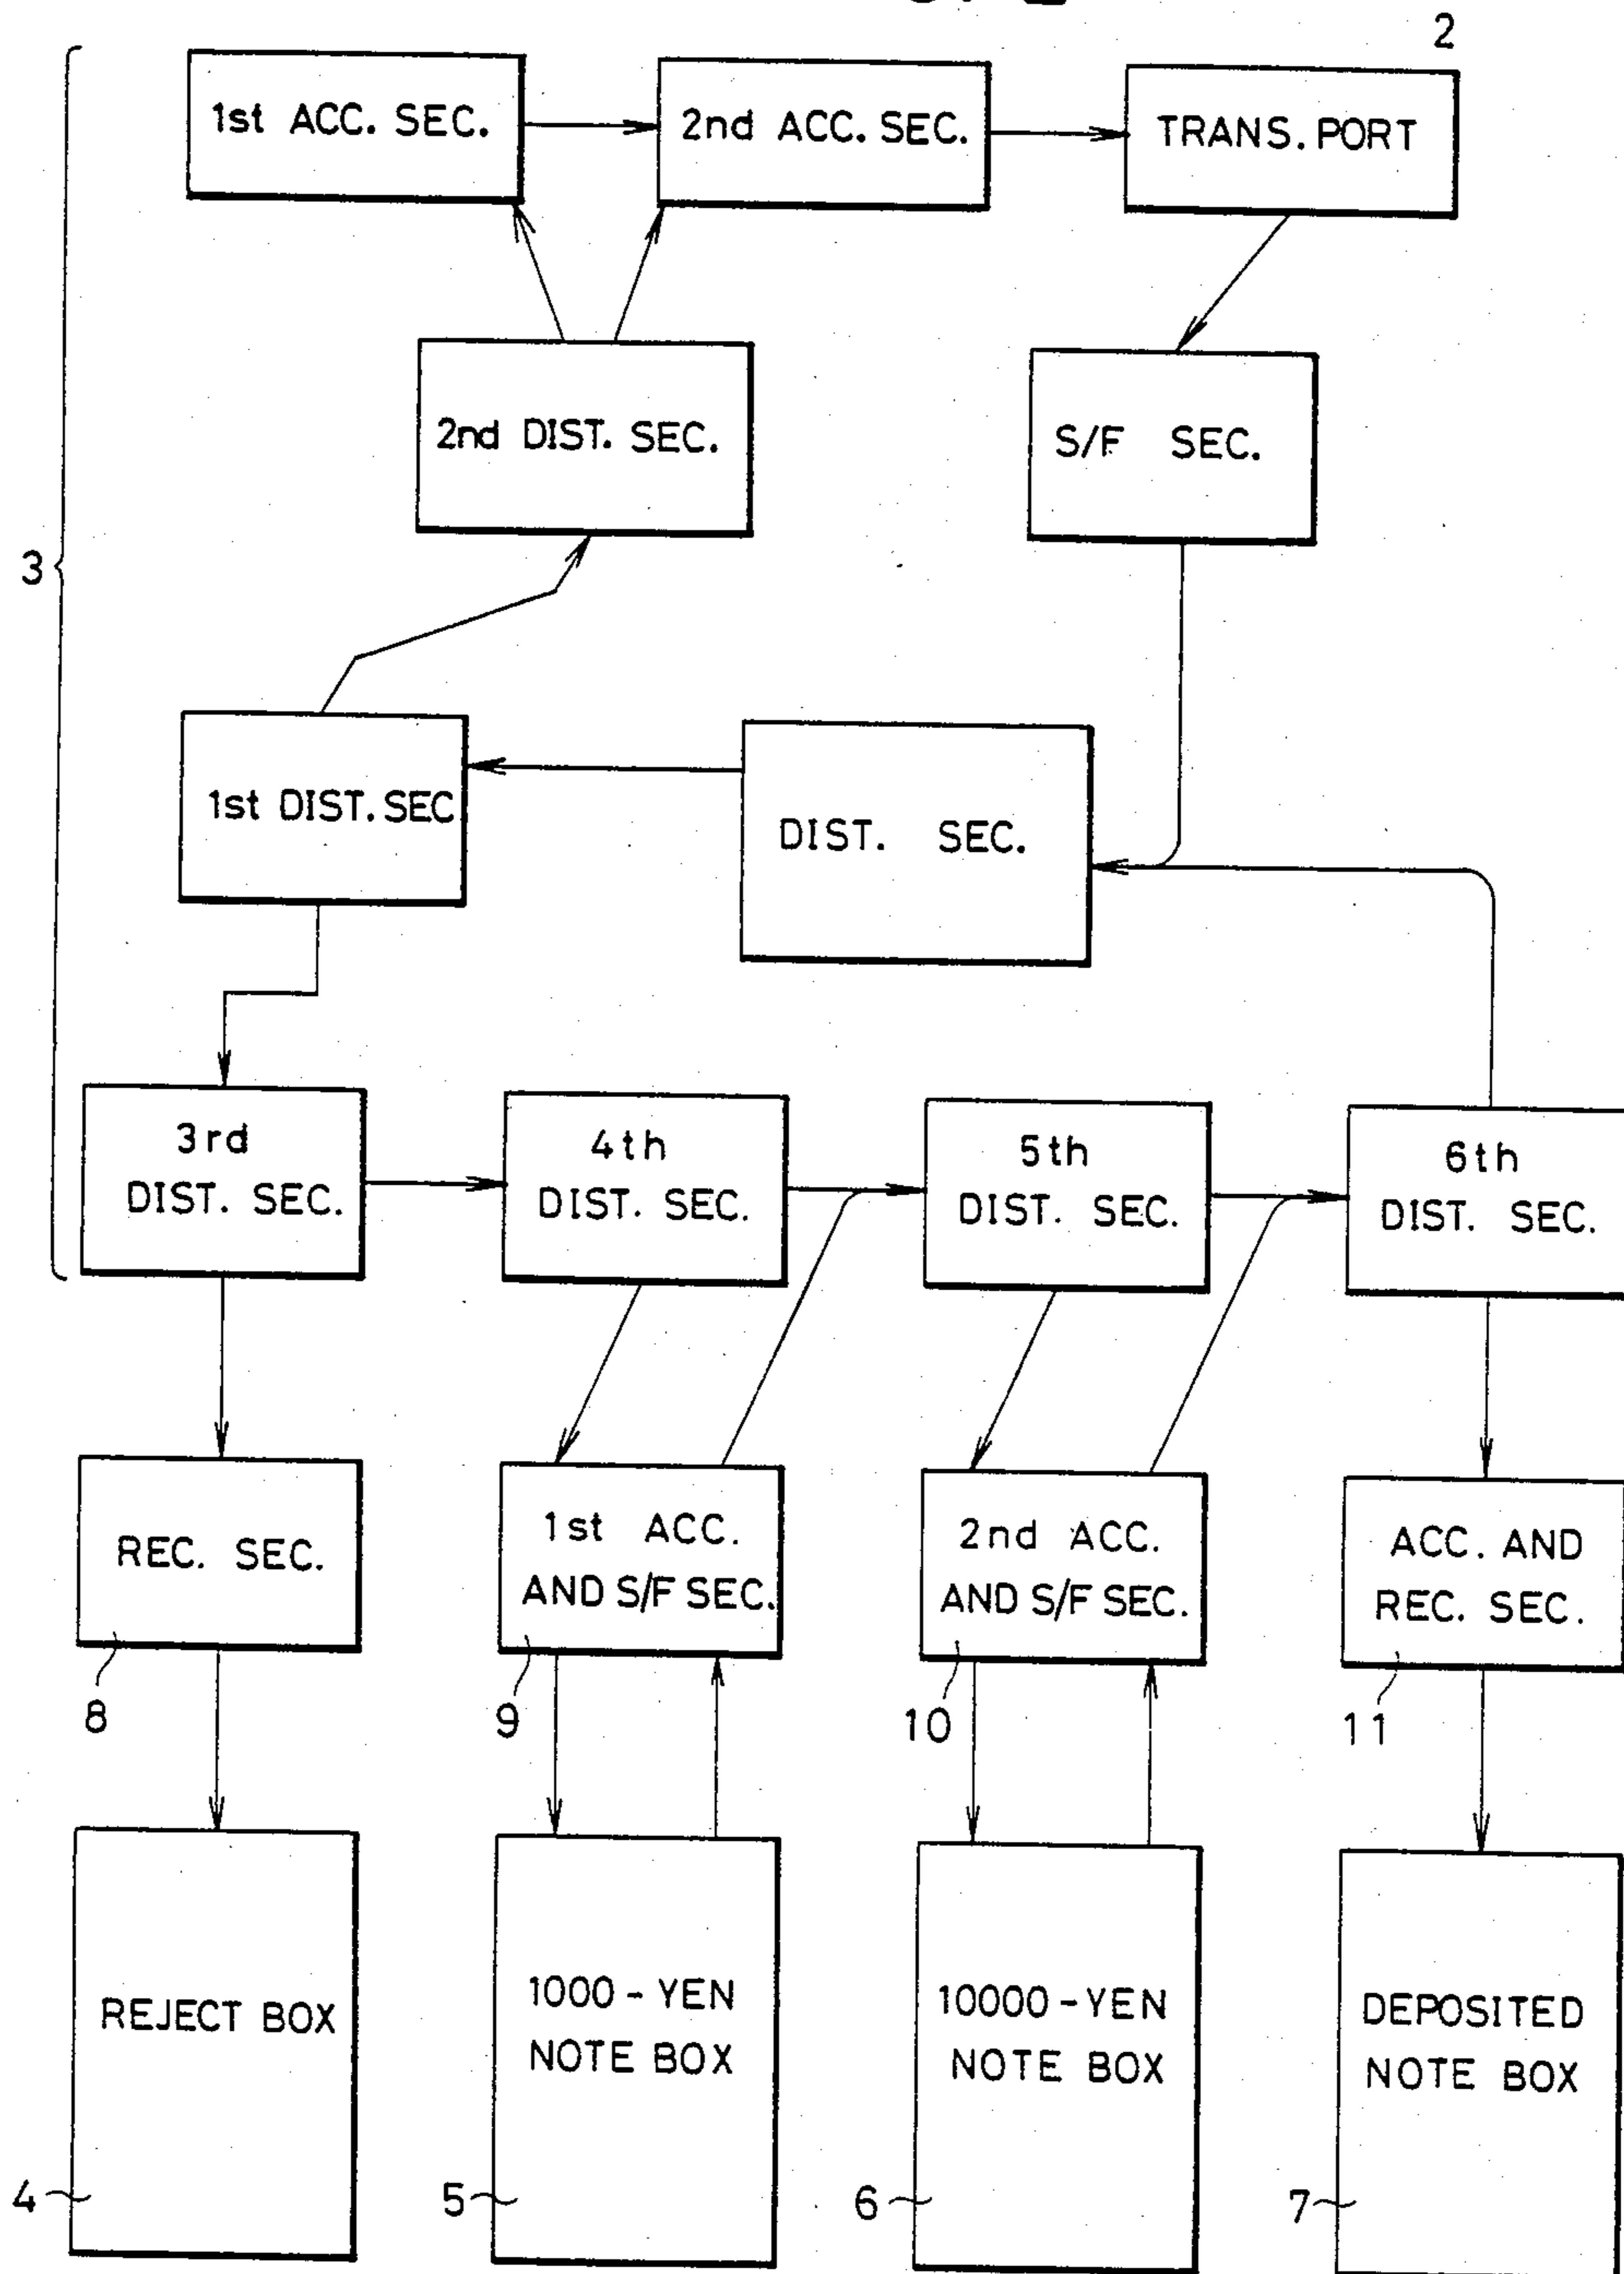 2
1st ACC. SEC.
2nd ACC. SEC.
TRANS. PORT
2nd DIST. SEC.
S/F SEC.
3
1st DIST. SEC
DIST. SEC.
3rd
DIST. SEC.
4th
DIST. SEC.
5th
DIST. SEC.
6th
DIST. SEC.
REC. SEC.
1st ACC.
AND S/F SEC.
2nd ACC.
AND S/F SEC.
ACC. AND
REC. SEC.
8
9
10
11
REJECT BOX
1000-YEN
NOTE BOX
10000-YEN
NOTE BOX
DEPOSITED
NOTE BOX
4
5
6
7